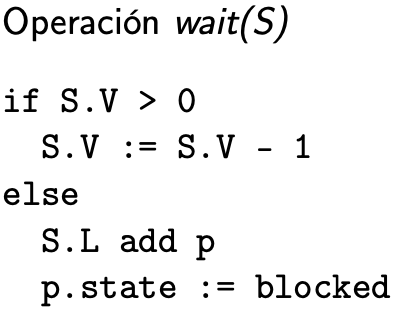 Operación wait(S)
if S.V > 0
  S.V := S.V - 1
else
  S.L add p
  p.state := blocked